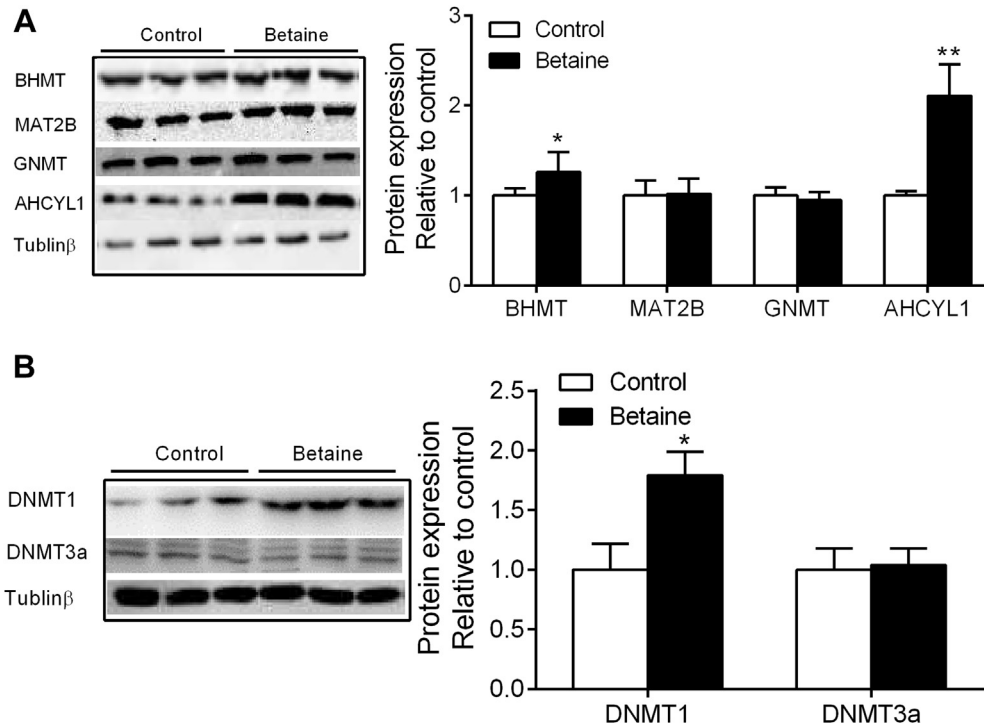 A
Control Betaine
BHMT
MAT2B
GNMT
AHCYL1
Tublinβ
Protein expression
Relative to control
3
2
1
0
Control
Betaine
*
**
BHMT MAT2B GNMT AHCYL1
B
Control Betaine
DNMT1
DNMT3a
Tublinβ
Protein expression
Relative to control
2.5
2.0
1.5
1.0
0.5
0.0
Control
Betaine
*
DNMT1 DNMT3a